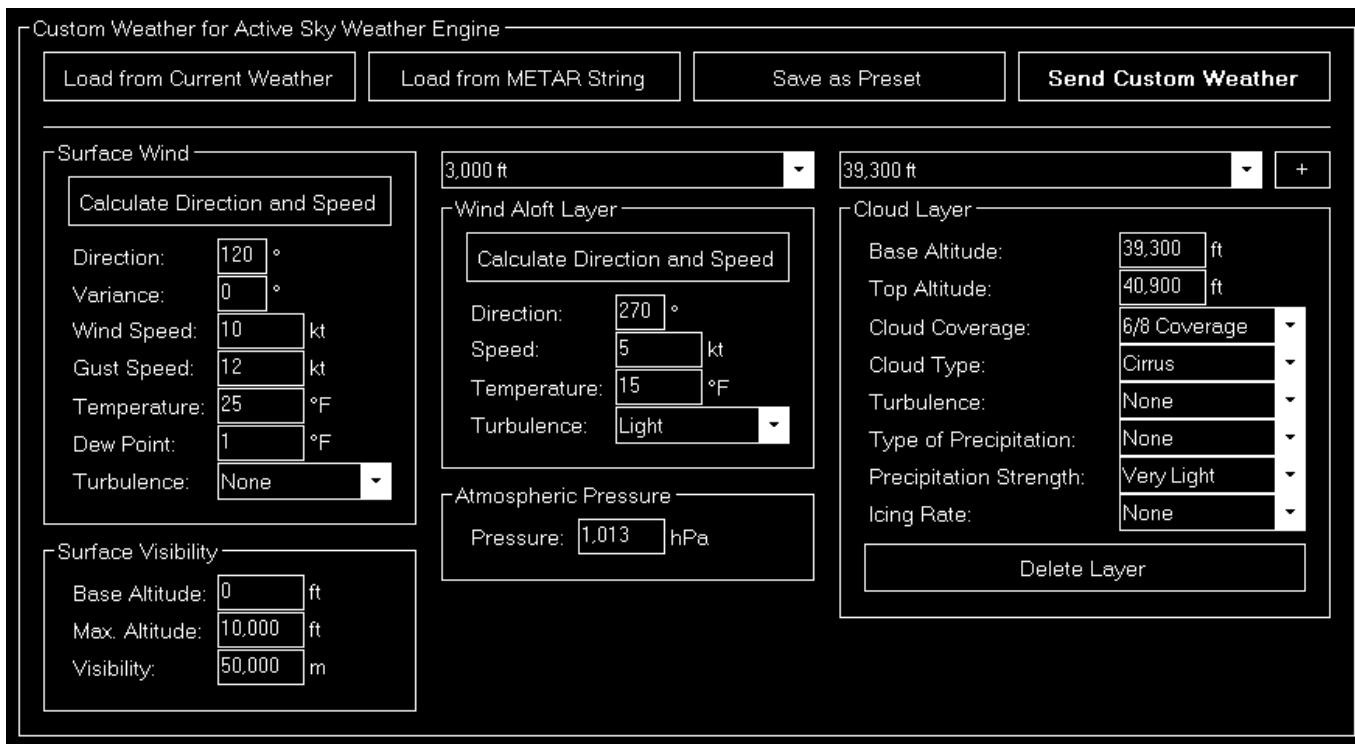 Custom Weather for Active Sky Weather Engine
Load from Current Weather
Load from METAR String
Save as Preset
Send Custom Weather
Surface Wind
Calculate Direction and Speed
Direction: 120 °
Variance: 0 °
Wind Speed: 10 kt
Gust Speed: 12 kt
Temperature: 25 °F
Dew Point: 1 °F
Turbulence: None
Surface Visibility
Base Altitude: 0 ft
Max. Altitude: 10,000 ft
Visibility: 50,000 m
3,000 ft
Wind Aloft Layer
Calculate Direction and Speed
Direction: 270 °
Speed: 5 kt
Temperature: 15 °F
Turbulence: Light
Atmospheric Pressure
Pressure: 1,013 hPa
39,300 ft
+
Cloud Layer
Base Altitude: 39,300 ft
Top Altitude: 40,900 ft
Cloud Coverage: 6/8 Coverage
Cloud Type: Cirrus
Turbulence: None
Type of Precipitation: None
Precipitation Strength: Very Light
Icing Rate: None
Delete Layer